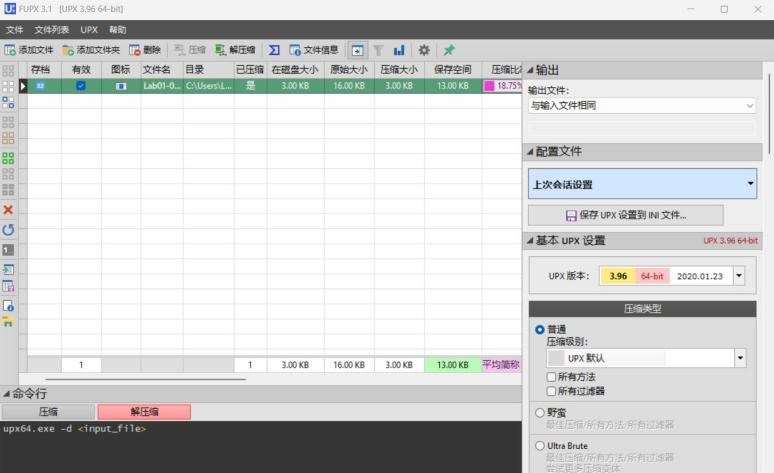 FUPX 3.1 [UPX 3.96 64-bit]
文件 文件列表 UPX 帮助
添加文件 添加文件夹 删除 压缩 解压缩 文件信息
存档 有效 图标 文件名 目录 已压缩 在磁盘大小 原始大小 压缩大小 保存空间 压缩比
32 Lab01-0... C:\Users\L... 是 3.00 KB 16.00 KB 3.00 KB 13.00 KB 18.75%
1 1 3.00 KB 16.00 KB 3.00 KB 13.00 KB 平均简称
命令行
压缩 解压缩
upx64.exe -d <input_file>
输出
输出文件:
与输入文件相同
配置文件
上次会话设置
保存 UPX 设置到 INI 文件...
基本 UPX 设置 UPX 3.96 64-bit
UPX 版本: 3.96 64-bit 2020.01.23
压缩类型
普通
压缩级别:
UPX 默认
所有方法
所有过滤器
野蛮
最佳压缩/所有方法/所有过滤器
Ultra Brute
最佳压缩/所有方法/所有过滤器
尝试更多压缩变体